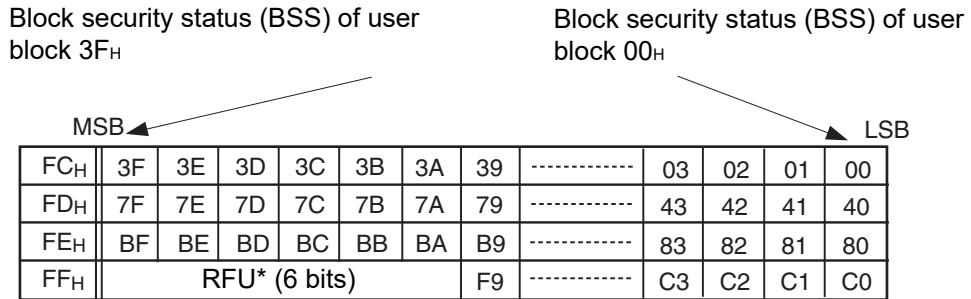 Block security status (BSS) of user
block 3FH
Block security status (BSS) of user
block 00H
MSB LSB
FCH 3F 3E 3D 3C 3B 3A 39 ------------- 03 02 01 00
FDH 7F 7E 7D 7C 7B 7A 79 ------------- 43 42 41 40
FEH BF BE BD BC BB BA B9 ------------- 83 82 81 80
FFH RFU* (6 bits) F9 ------------- C3 C2 C1 C0